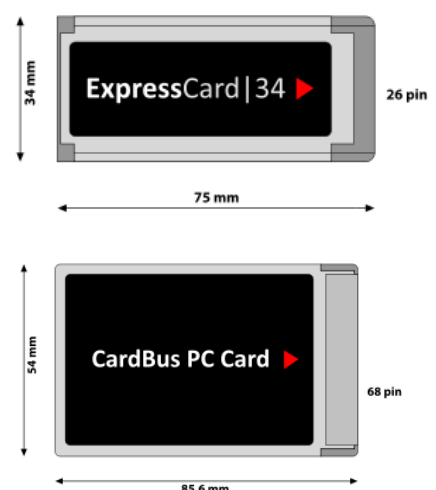 34 mm
ExpressCard|34
26 pin
75 mm
54 mm
CardBus PC Card
68 pin
85.6 mm